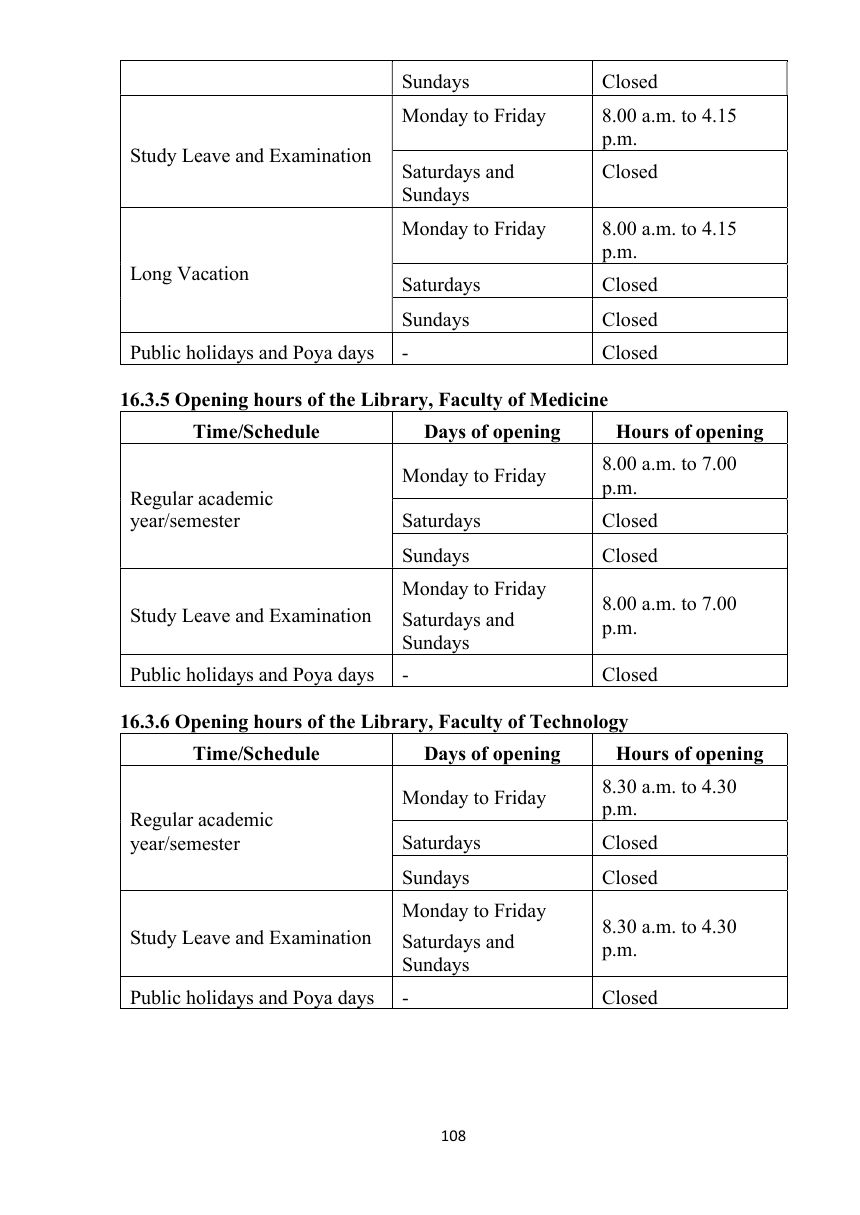 Sundays Closed
Study Leave and Examination
Monday to Friday 8.00 a.m. to 4.15
p.m.
Saturdays and Closed
Sundays
Long Vacation
Monday to Friday 8.00 a.m. to 4.15
p.m.
Saturdays Closed
Sundays Closed
Public holidays and Poya days - Closed
16.3.5 Opening hours of the Library, Faculty of Medicine
Time/Schedule Days of opening Hours of opening
Regular academic
year/semester
Monday to Friday 8.00 a.m. to 7.00
p.m.
Saturdays Closed
Sundays Closed
Study Leave and Examination
Monday to Friday
Saturdays and
Sundays
8.00 a.m. to 7.00
p.m.
Public holidays and Poya days - Closed
16.3.6 Opening hours of the Library, Faculty of Technology
Time/Schedule Days of opening Hours of opening
Regular academic
year/semester
Monday to Friday 8.30 a.m. to 4.30
p.m.
Saturdays Closed
Sundays Closed
Study Leave and Examination
Monday to Friday
Saturdays and
Sundays
8.30 a.m. to 4.30
p.m.
Public holidays and Poya days - Closed
108